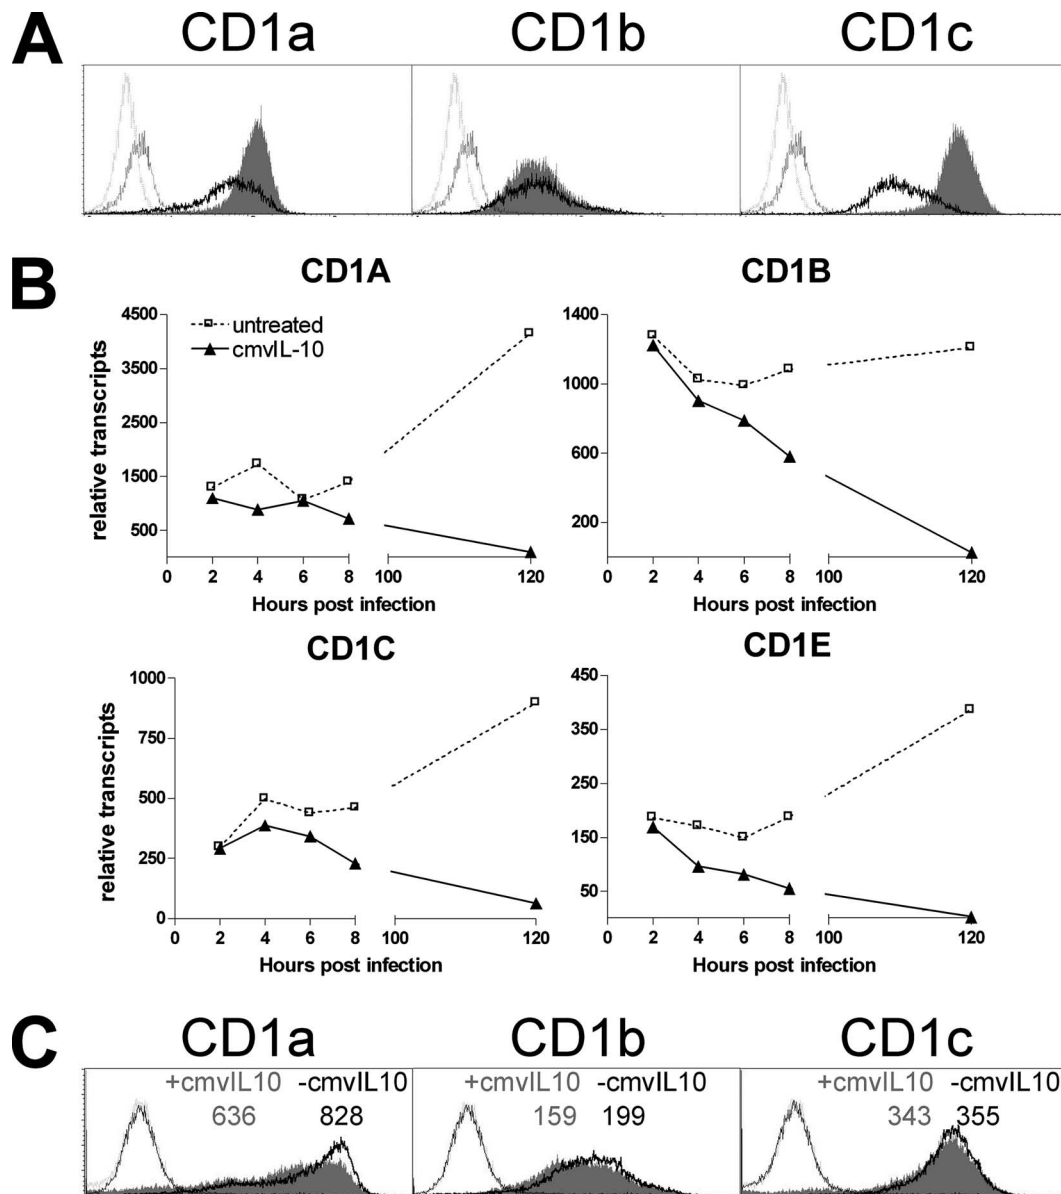 A
CD1a CD1b CD1c
B
CD1A CD1B
untreated
cmvIL-10
relative transcripts
4500
3500
2500
1500
500
0 2 4 6 8 100 120
Hours post infection
1400
1000
600
200
0 2 4 6 8 100 120
Hours post infection
CD1C CD1E
relative transcripts
1000
750
500
250
0
0 2 4 6 8 100 120
Hours post infection
450
350
250
150
50
0 2 4 6 8 100 120
Hours post infection
C
CD1a CD1b CD1c
+cmvIL10 -cmvIL10 +cmvIL10 -cmvIL10 +cmvIL10 -cmvIL10
636 828 159 199 343 355